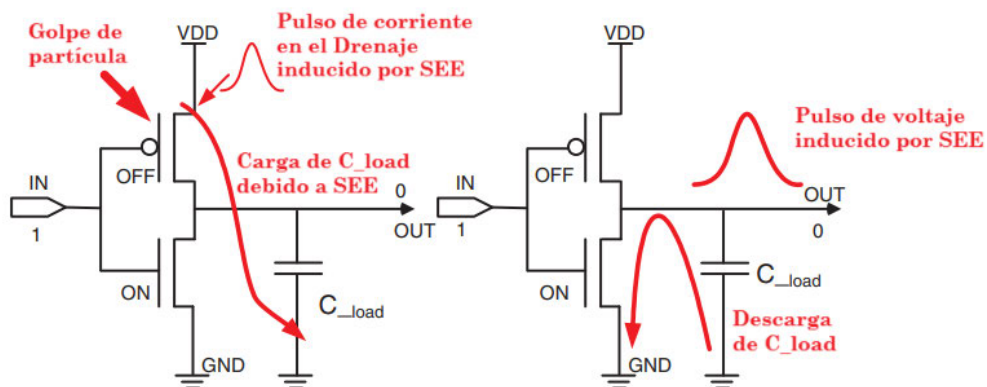 Golpe de
partícula
VDD
Pulso de corriente
en el Drenaje
inducido por SEE
OFF
Carga de C_load
debido a SEE
IN
1
0
OUT
ON
C_load
GND
VDD
Pulso de voltaje
inducido por SEE
OFF
IN
1
OUT
0
ON
C_load
Descarga
de C_load
GND